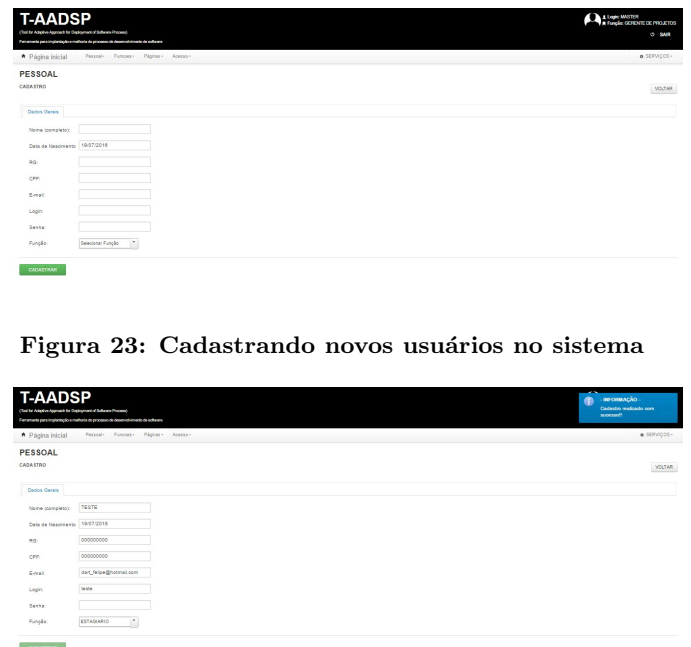 T-AADSP
(Tool for Adaptive Approach for Deployment of Software Process)
Ferramenta para implantação e melhoria do processo de desenvolvimento de software
Login: MASTER
Função: GERENTE DE PROJETOS
SAIR
Página inicial Pessoal Funcoes Páginas Acesso SERVIÇOS
PESSOAL
CADASTRO
VOLTAR
Dados Gerais
Nome (completo):
Data de Nascimento: 19/07/2016
RG:
CPF:
E-mail:
Login:
Senha:
Função: Selecionar Função
CADASTRAR
Figura 23: Cadastrando novos usuários no sistema
T-AADSP
(Tool for Adaptive Approach for Deployment of Software Process)
Ferramenta para implantação e melhoria do processo de desenvolvimento de software
- INFORMAÇÃO -
Cadastro realizado com
sucesso!!
Página inicial Pessoal Funcoes Páginas Acesso SERVIÇOS
PESSOAL
CADASTRO
VOLTAR
Dados Gerais
Nome (completo): TESTE
Data de Nascimento: 19/07/2016
RG: 000000000
CPF: 000000000
E-mail: dart_felipe@hotmail.com
Login: teste
Senha:
Função: ESTAGIARIO